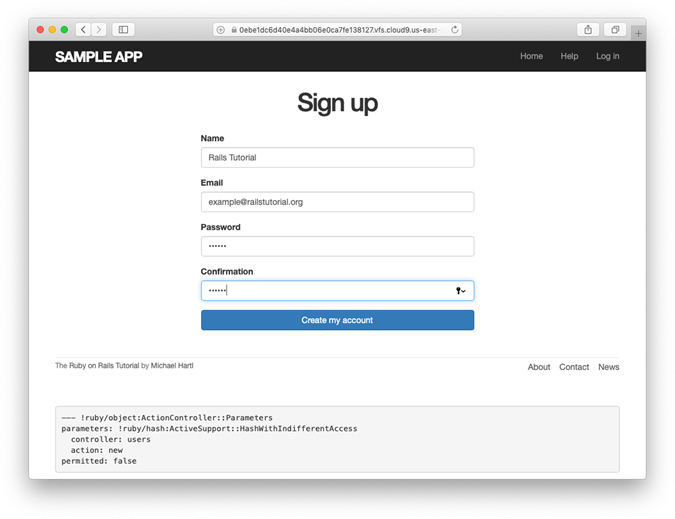 0ebe1dc6d40e4a4bb06e0ca7fe138127.vfs.cloud9.us-east-
SAMPLE APP Home Help Log in
Sign up
Name
Rails Tutorial
Email
example@railstutorial.org
Password
••••••
Confirmation
••••••
Create my account
The Ruby on Rails Tutorial by Michael Hartl About Contact News
--- !ruby/object:ActionController::Parameters
parameters: !ruby/hash:ActiveSupport::HashWithIndifferentAccess
  controller: users
  action: new
permitted: false